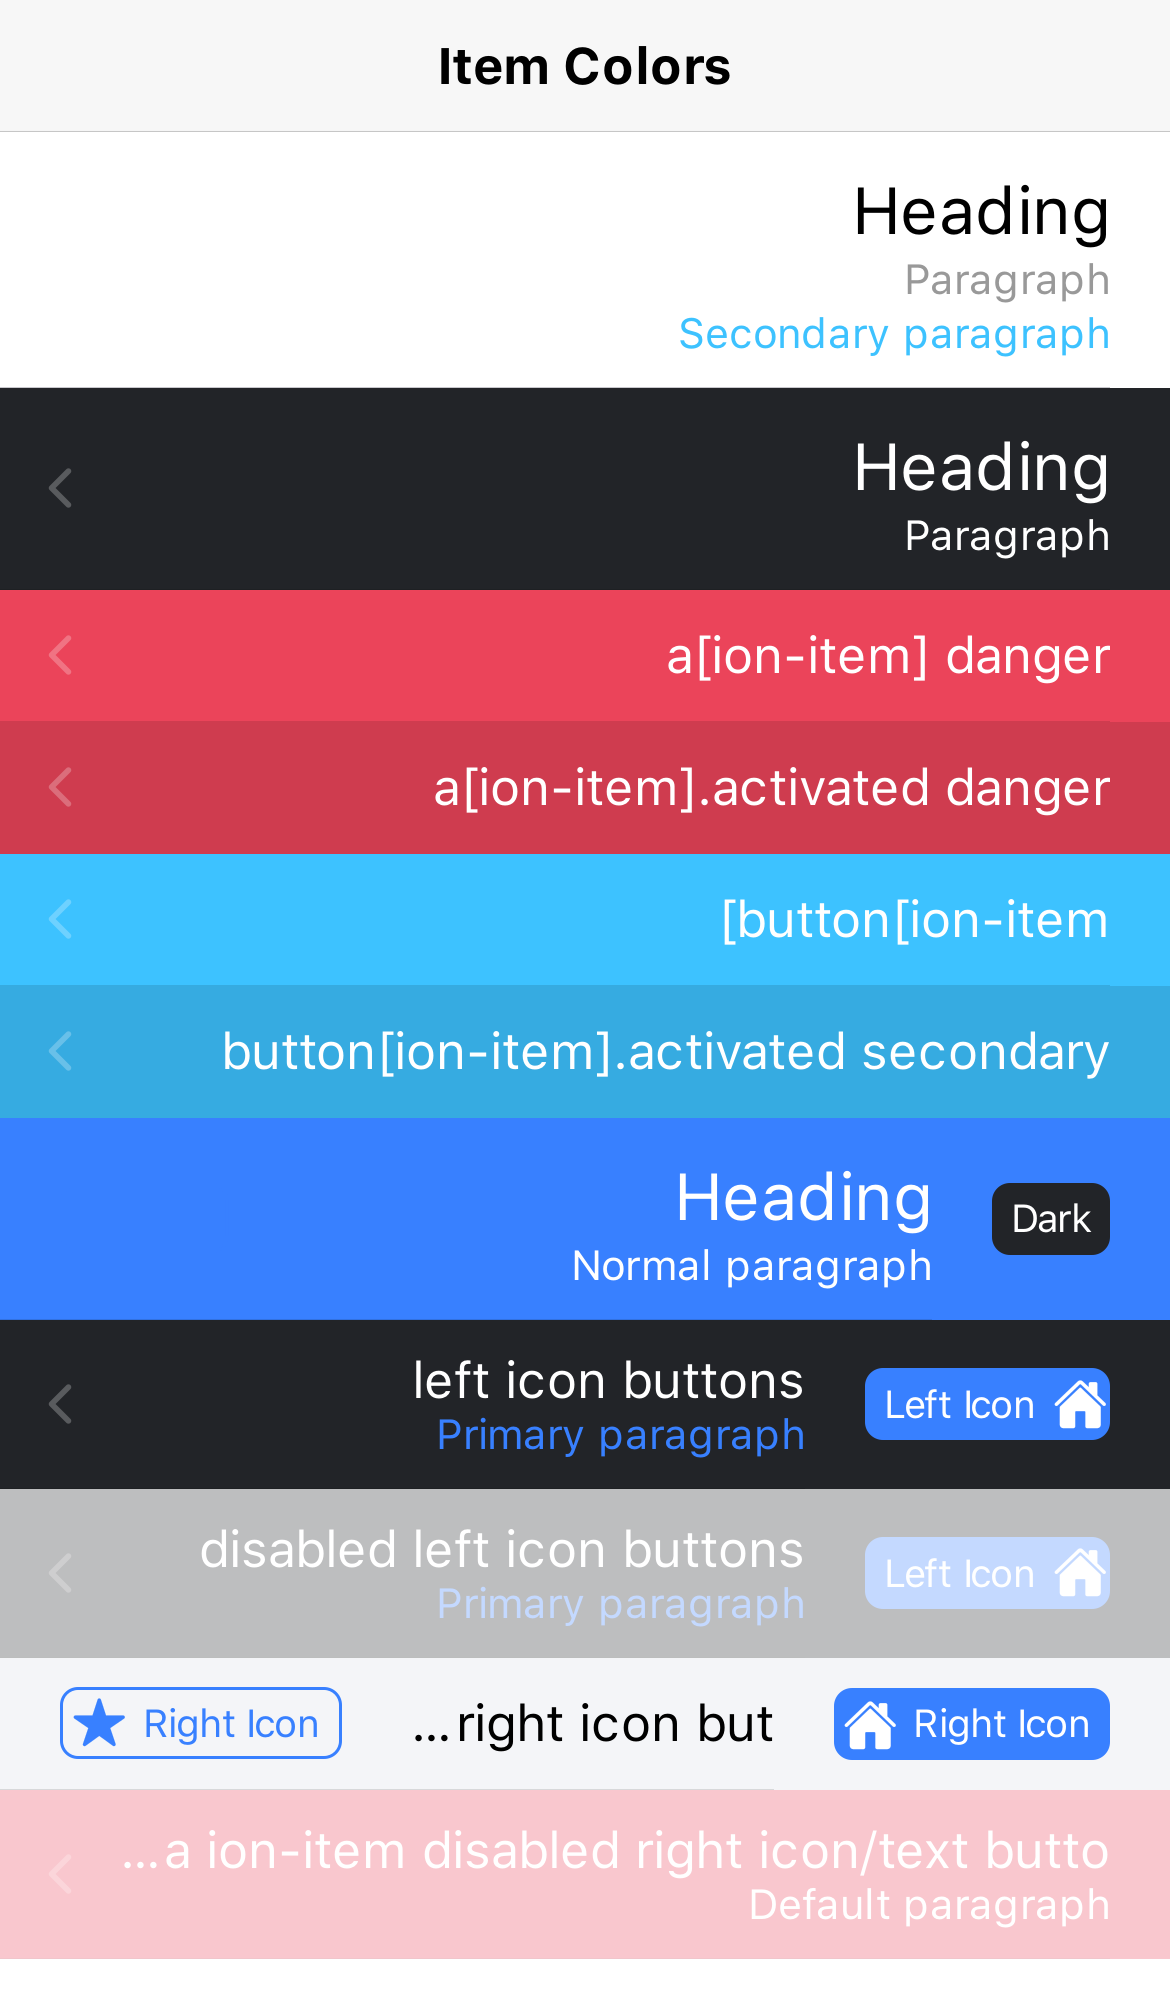 Item Colors
Heading
Paragraph
Secondary paragraph
Heading
Paragraph
a[ion-item] danger
a[ion-item].activated danger
[button[ion-item
button[ion-item].activated secondary
Dark
Heading
Normal paragraph
Left Icon
left icon buttons
Primary paragraph
Left Icon
disabled left icon buttons
Primary paragraph
Right Icon
...right icon but
Right Icon
...a ion-item disabled right icon/text butto
Default paragraph